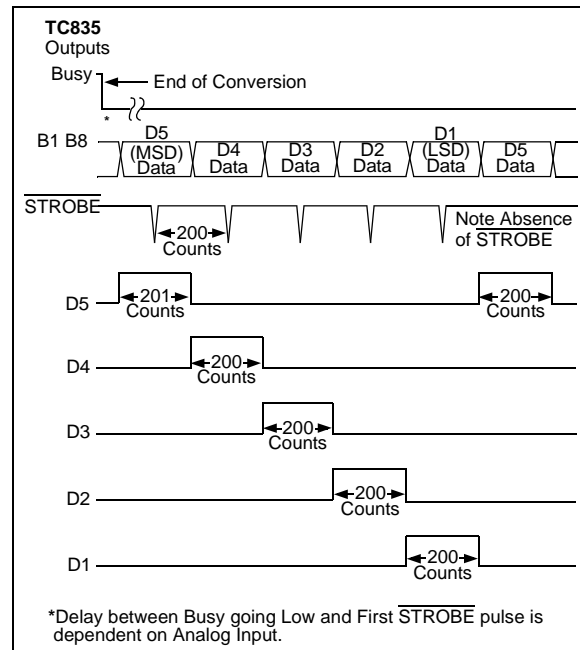 TC835
Outputs
Busy
End of Conversion
*
B1 B8
D5
(MSD)
Data
D4
Data
D3
Data
D2
Data
D1
(LSD)
Data
D5
Data
STROBE
200
Counts
Note Absence
of STROBE
D5
201
Counts
200
Counts
D4
200
Counts
D3
200
Counts
D2
200
Counts
D1
200
Counts
*Delay between Busy going Low and First STROBE pulse is
dependent on Analog Input.